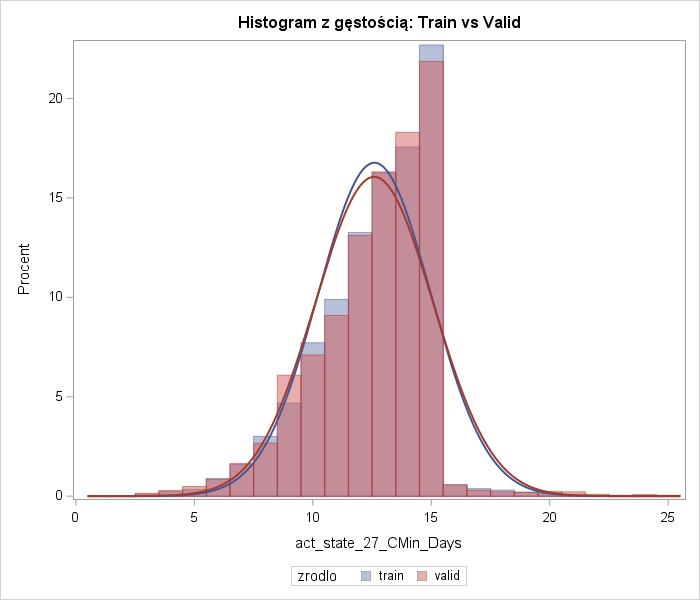 Histogram z gęstością: Train vs Valid
Procent
20
15
10
5
0
0 5 10 15 20 25
act_state_27_CMin_Days
zrodlo train valid